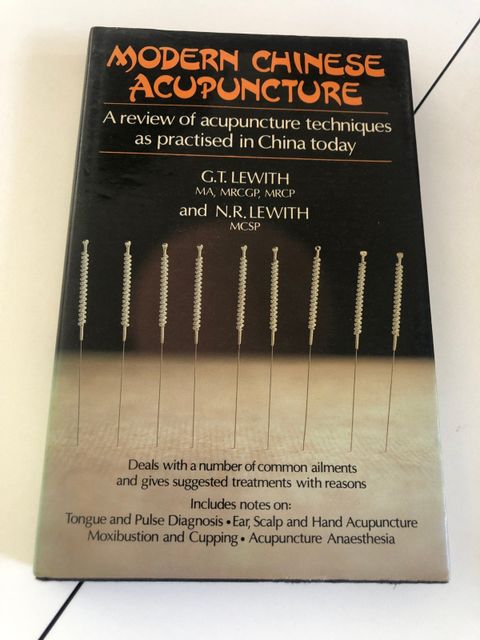 MODERN CHINESE
ACUPUNCTURE
A review of acupuncture techniques
as practised in China today
G.T. LEWITH
MA, MRCGP, MRCP
and N.R. LEWITH
MCSP
Deals with a number of common ailments
and gives suggested treatments with reasons
Includes notes on:
Tongue and Pulse Diagnosis • Ear, Scalp and Hand Acupuncture
Moxibustion and Cupping • Acupuncture Anaesthesia